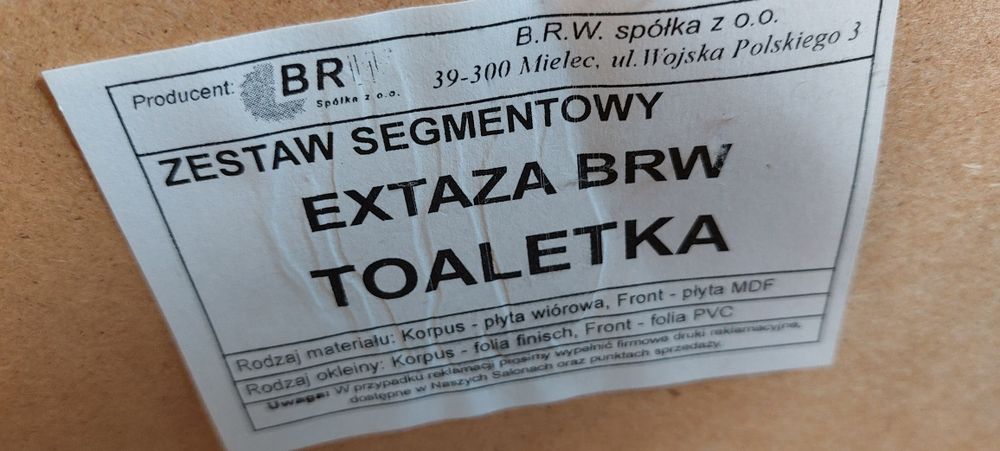 B.R.W. spółka z o.o.
Producent: BRW
Spółka z o.o.
39-300 Mielec, ul. Wojska Polskiego 3
ZESTAW SEGMENTOWY
EXTAZA BRW
TOALETKA
Rodzaj materiału: Korpus - płyta wiórowa, Front - płyta MDF
Rodzaj okleiny: Korpus - folia finisch, Front - folia PVC
Uwaga: W przypadku reklamacji prosimy wypełnić firmowe druki reklamacyjne,
dostępne w Naszych Salonach oraz punktach sprzedaży.